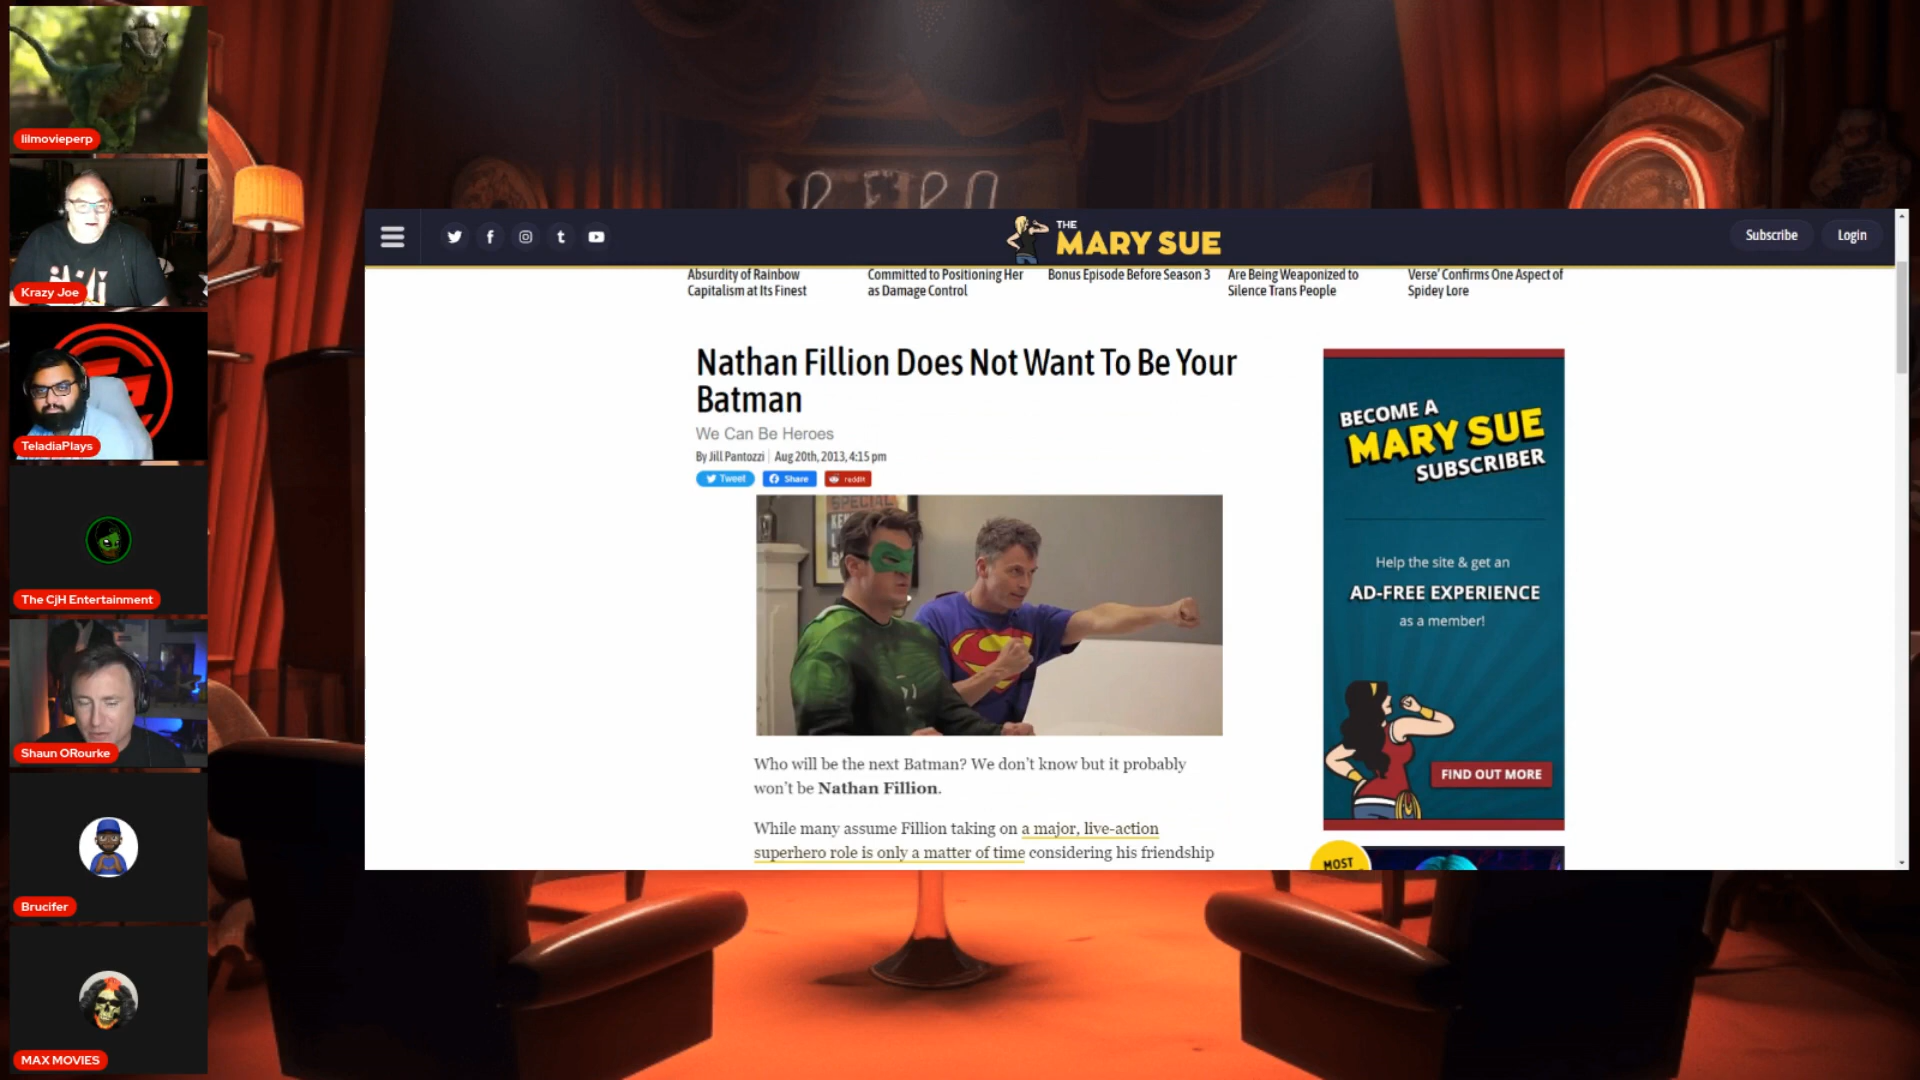 lilmovieperp
Krazy Joe
TeladiaPlays
The CjH Entertainment
Shaun ORourke
Brucifer
MAX MOVIES
THE
MARY SUE
Subscribe
Login
Absurdity of Rainbow
Capitalism at Its Finest
Committed to Positioning Her
as Damage Control
Bonus Episode Before Season 3
Are Being Weaponized to
Silence Trans People
Verse' Confirms One Aspect of
Spidey Lore
Nathan Fillion Does Not Want To Be Your
Batman
We Can Be Heroes
By Jill Pantozzi | Aug 20th, 2013, 4:15 pm
Tweet
Share
reddit
SPECIAL
Who will be the next Batman? We don't know but it probably
won't be Nathan Fillion.
While many assume Fillion taking on a major, live-action
superhero role is only a matter of time considering his friendship
BECOME A
MARY SUE
SUBSCRIBER
Help the site & get an
AD-FREE EXPERIENCE
as a member!
FIND OUT MORE
MOST